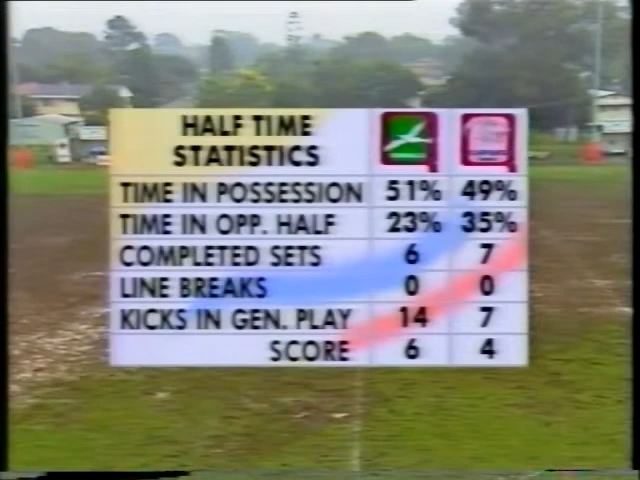 HALF TIME
STATISTICS
TIME IN POSSESSION 51% 49%
TIME IN OPP. HALF 23% 35%
COMPLETED SETS 6 7
LINE BREAKS 0 0
KICKS IN GEN. PLAY 14 7
SCORE 6 4